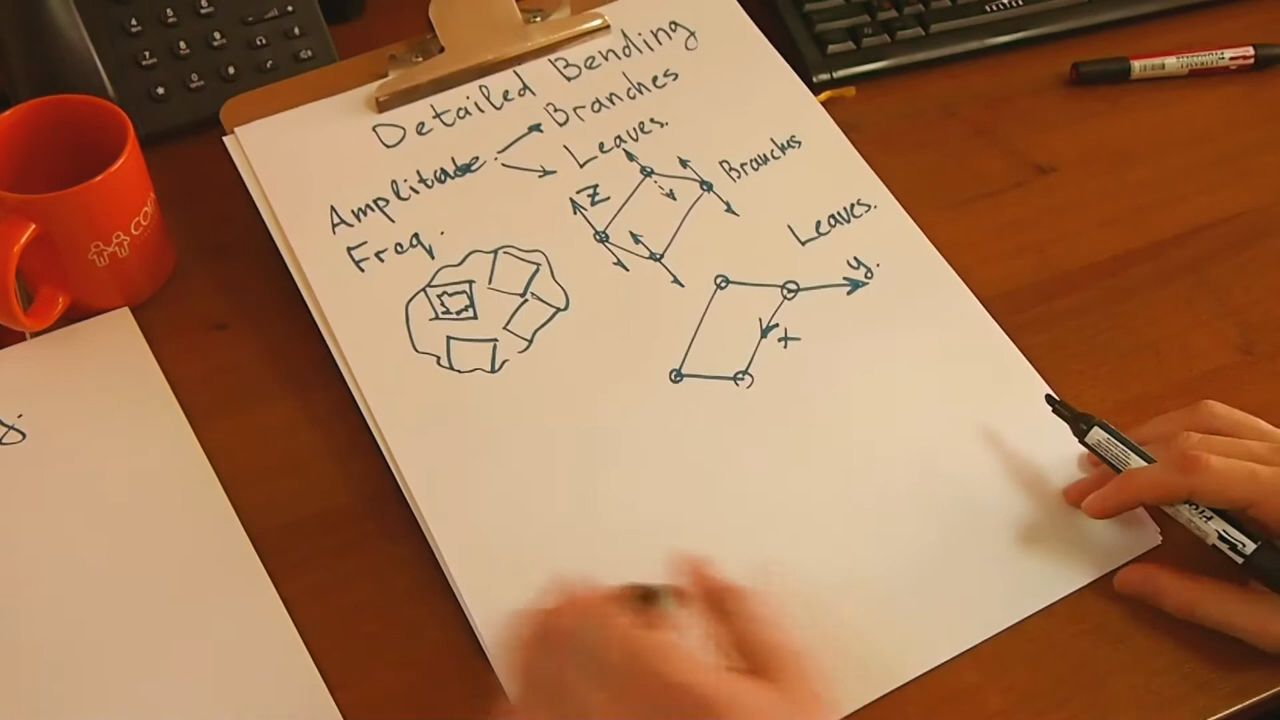 Detailed Bending
Amplitude
Branches
Leaves.
Freq.
Z
Branches
Leaves.
y.
x